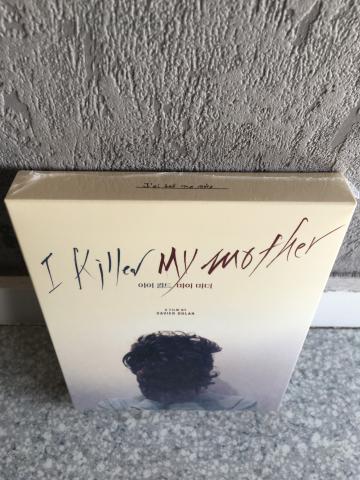 J'ai tué ma mère
I Killed My Mother
아이 킬드 마이 마더
A FILM BY
XAVIER DOLAN